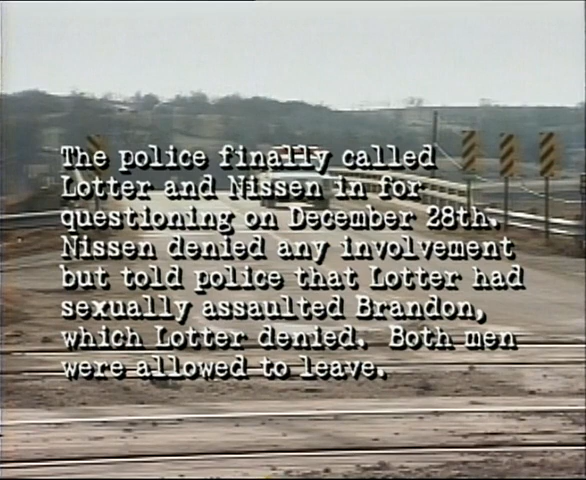 The police finally called
Lotter and Nissen in for
questioning on December 28th.
Nissen denied any involvement
but told police that Lotter had
sexually assaulted Brandon,
which Lotter denied. Both men
were allowed to leave.